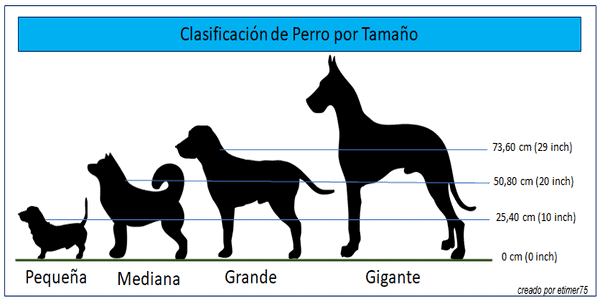 Clasificación de Perro por Tamaño
73,60 cm (29 inch)
50,80 cm (20 inch)
25,40 cm (10 inch)
0 cm (0 inch)
Pequeña Mediana Grande Gigante
creado por etimer75